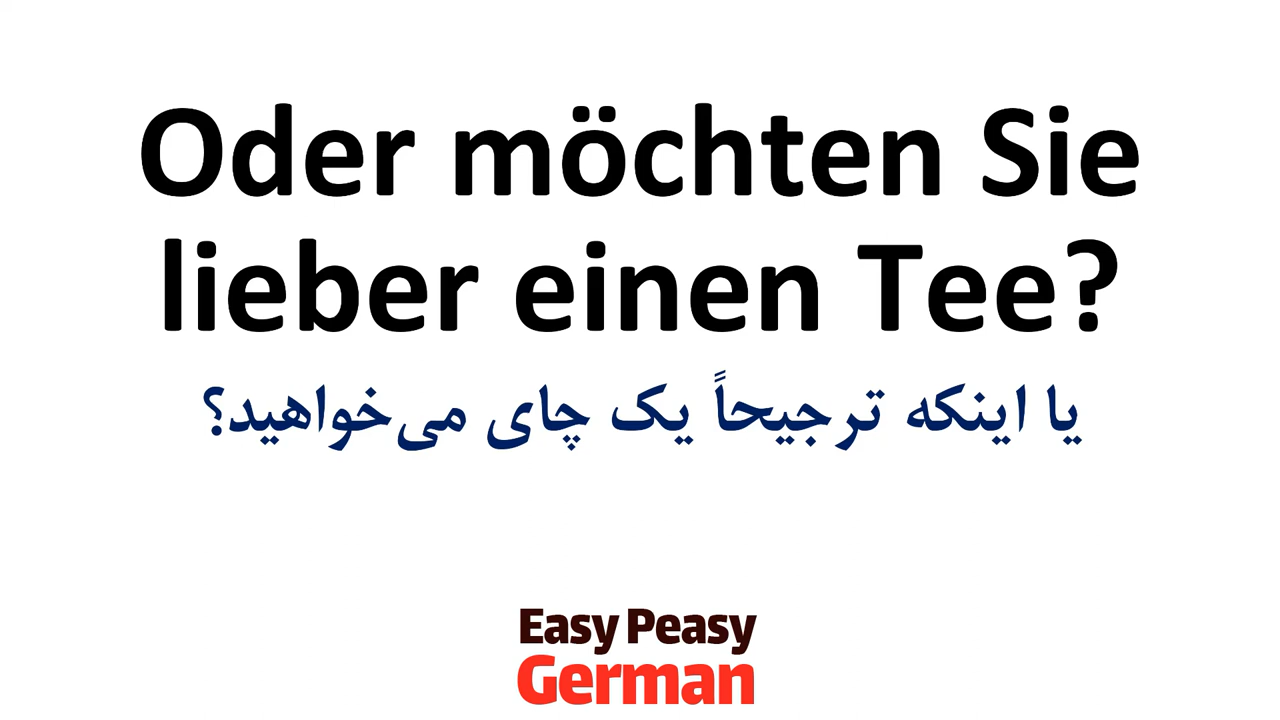 Oder möchten Sie
lieber einen Tee?
یا اینکه ترجیحاً یک چای می‌خواهید؟
Easy Peasy
German